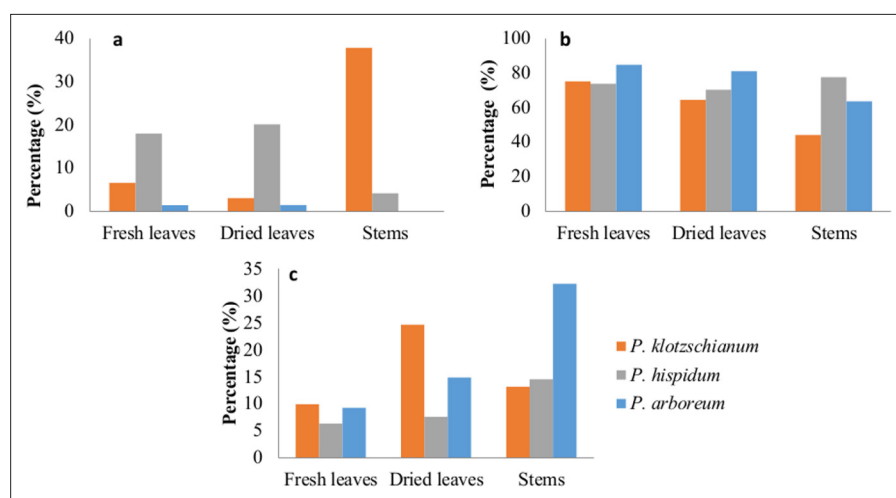 a
Percentage (%)
40
30
20
10
0
Fresh leaves Dried leaves Stems
b
Percentage (%)
100
80
60
40
20
0
Fresh leaves Dried leaves Stems
c
Percentage (%)
35
30
25
20
15
10
5
0
Fresh leaves Dried leaves Stems
P. klotzschianum
P. hispidum
P. arboreum